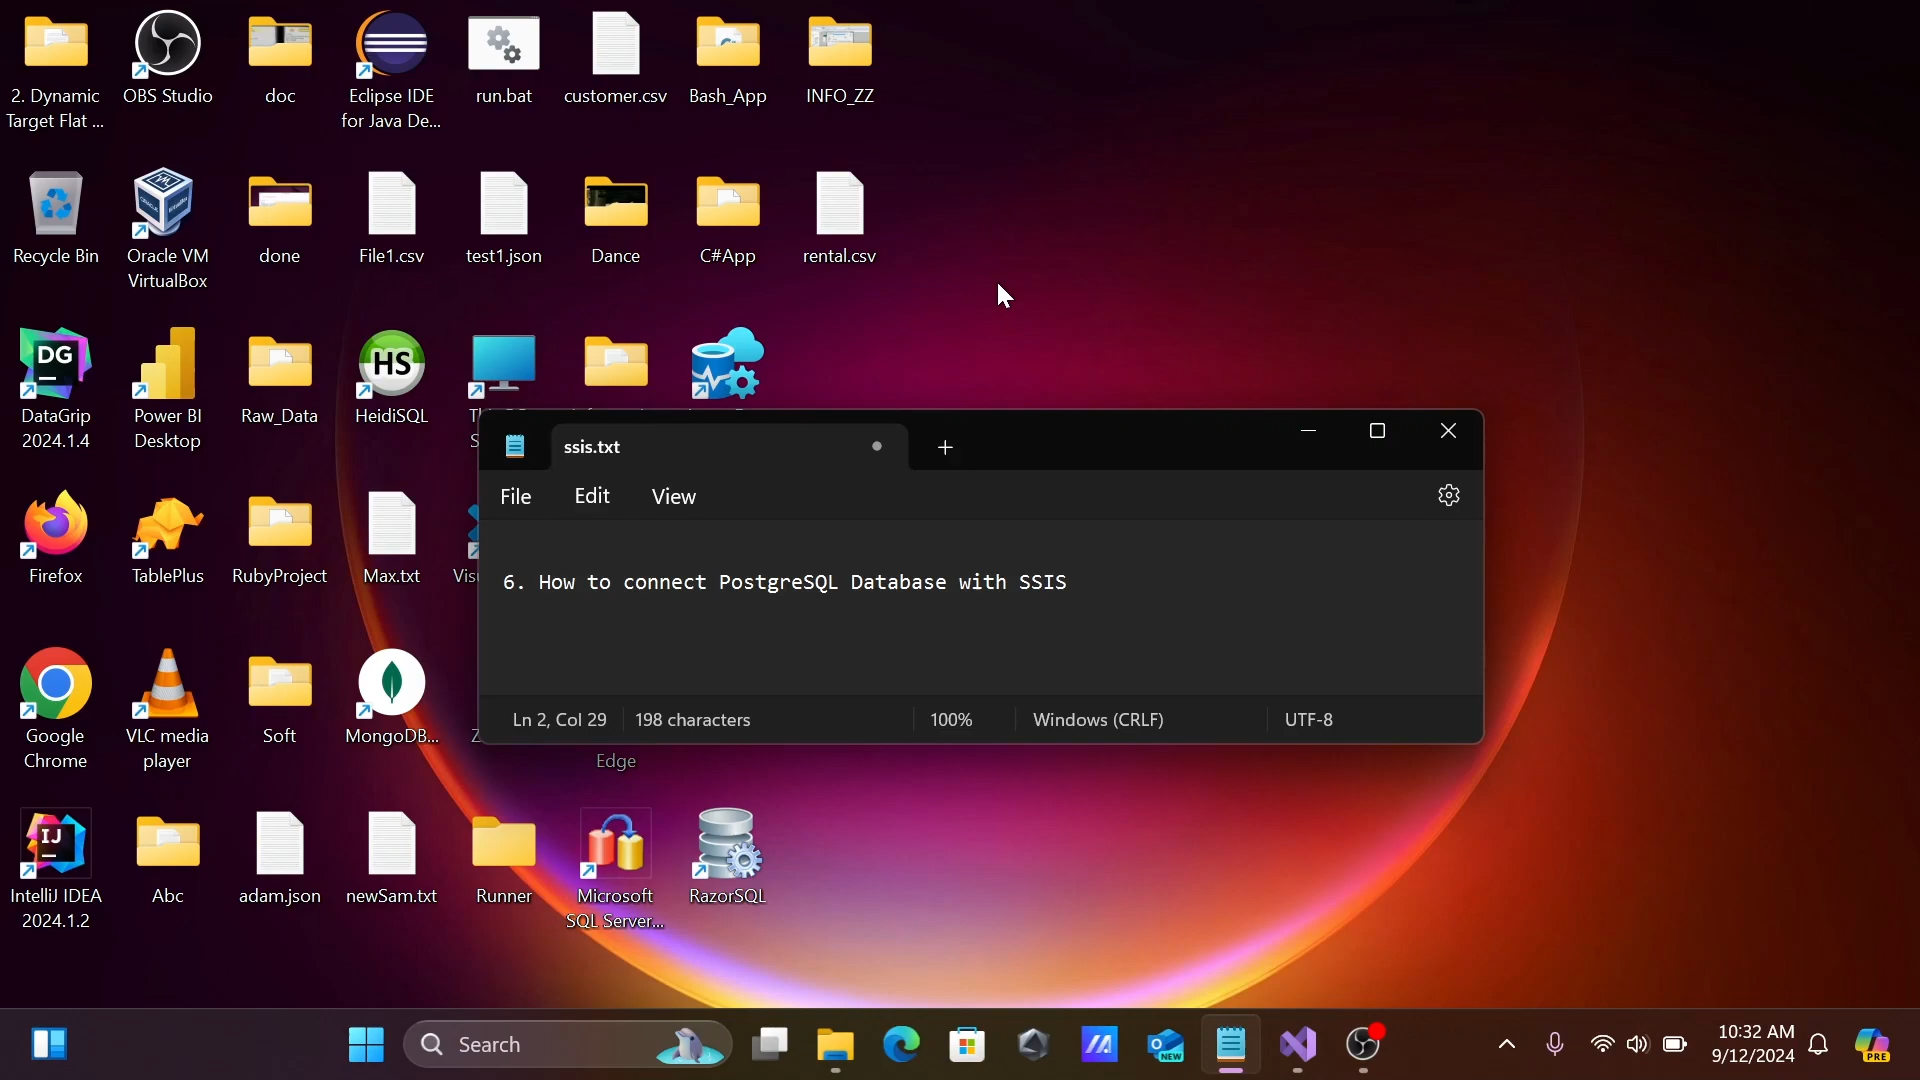 2. Dynamic
Target Flat ...
OBS Studio
doc
Eclipse IDE
for Java De...
run.bat
customer.csv
Bash_App
INFO_ZZ
Recycle Bin
Oracle VM
VirtualBox
done
File1.csv
test1.json
Dance
C#App
rental.csv
DG
DataGrip
2024.1.4
Power BI
Desktop
Raw_Data
HS
HeidiSQL
ssis.txt
File
Edit
View
6. How to connect PostgreSQL Database with SSIS
Ln 2, Col 29
198 characters
100%
Windows (CRLF)
UTF-8
Firefox
TablePlus
RubyProject
Max.txt
Google
Chrome
VLC media
player
Soft
MongoDB...
Edge
IJ
IntelliJ IDEA
2024.1.2
Abc
adam.json
newSam.txt
Runner
Microsoft
SQL Server...
RazorSQL
Search
NEW
10:32 AM
9/12/2024
PRE